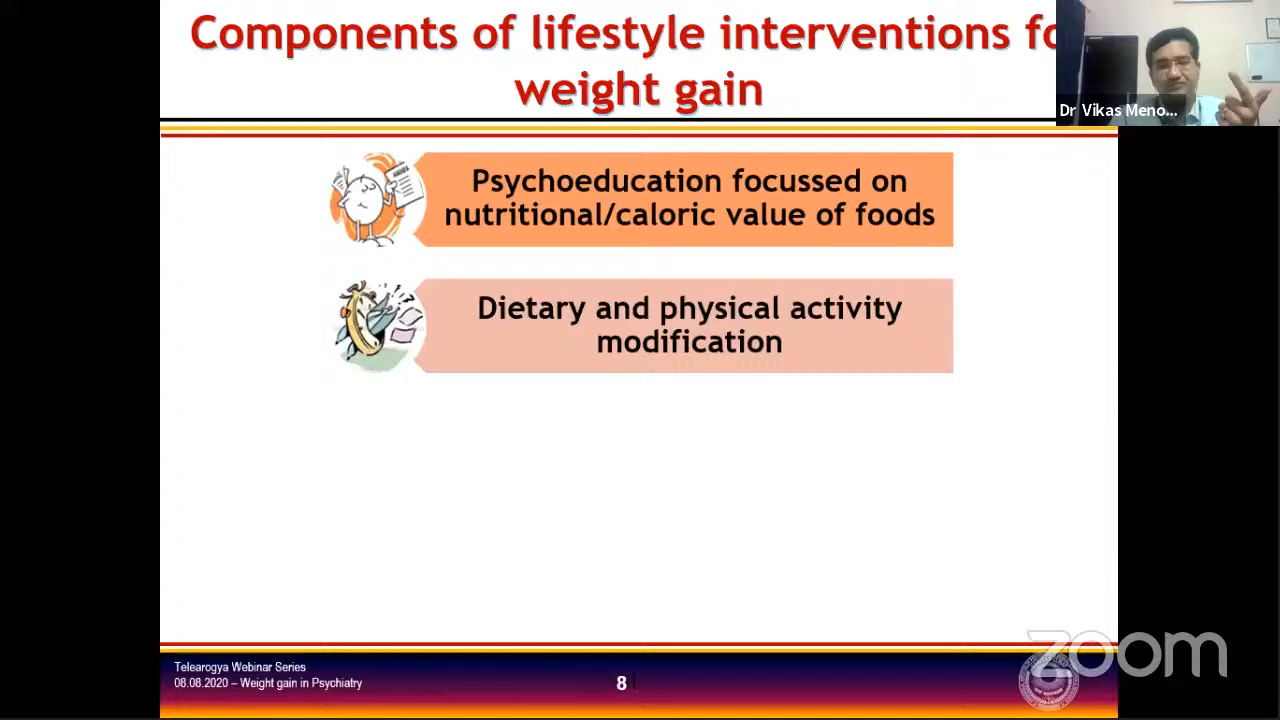 Components of lifestyle interventions fo
weight gain
Dr Vikas Meno...
Psychoeducation focussed on
nutritional/caloric value of foods
Dietary and physical activity
modification
Telearogya Webinar Series
08.08.2020 – Weight gain in Psychiatry
8
zoom